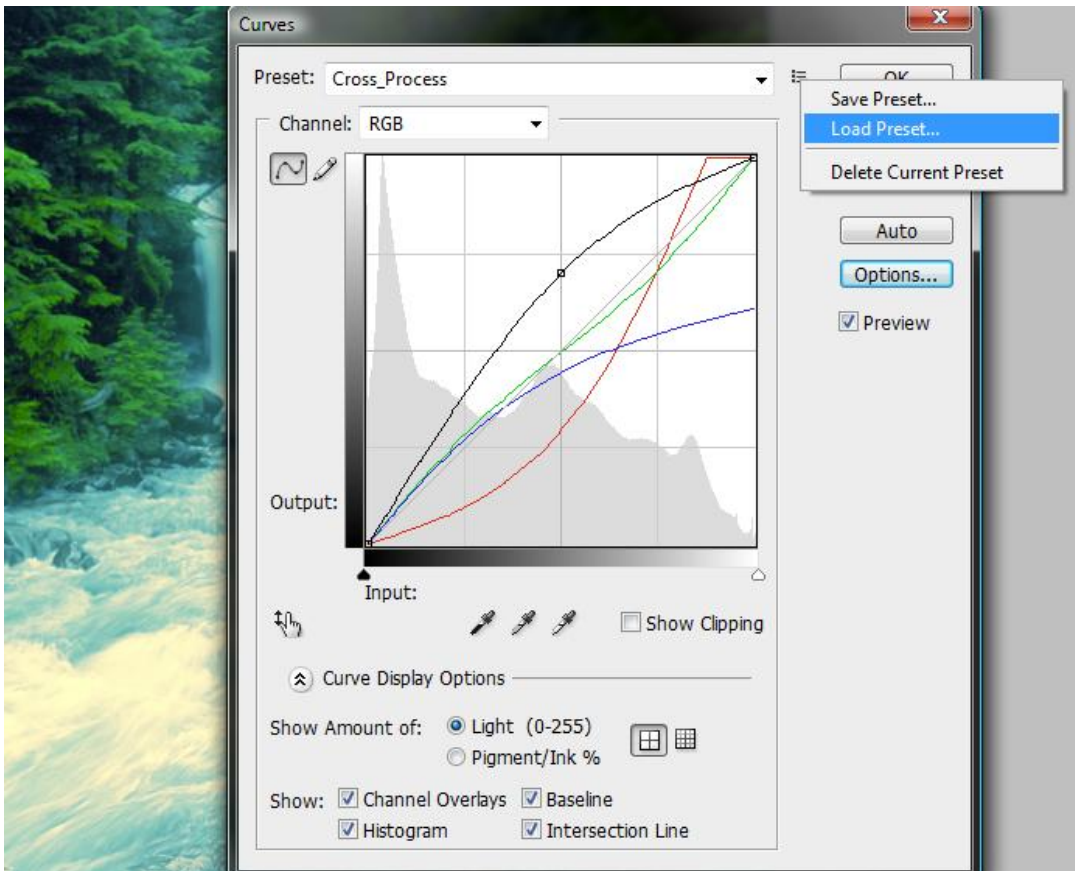 Curves
Preset: Cross_Process
OK
Save Preset...
Load Preset...
Delete Current Preset
Channel: RGB
Auto
Options...
Preview
Output:
Input:
Show Clipping
Curve Display Options
Show Amount of: Light (0-255)
Pigment/Ink %
Show: Channel Overlays Baseline
Histogram Intersection Line